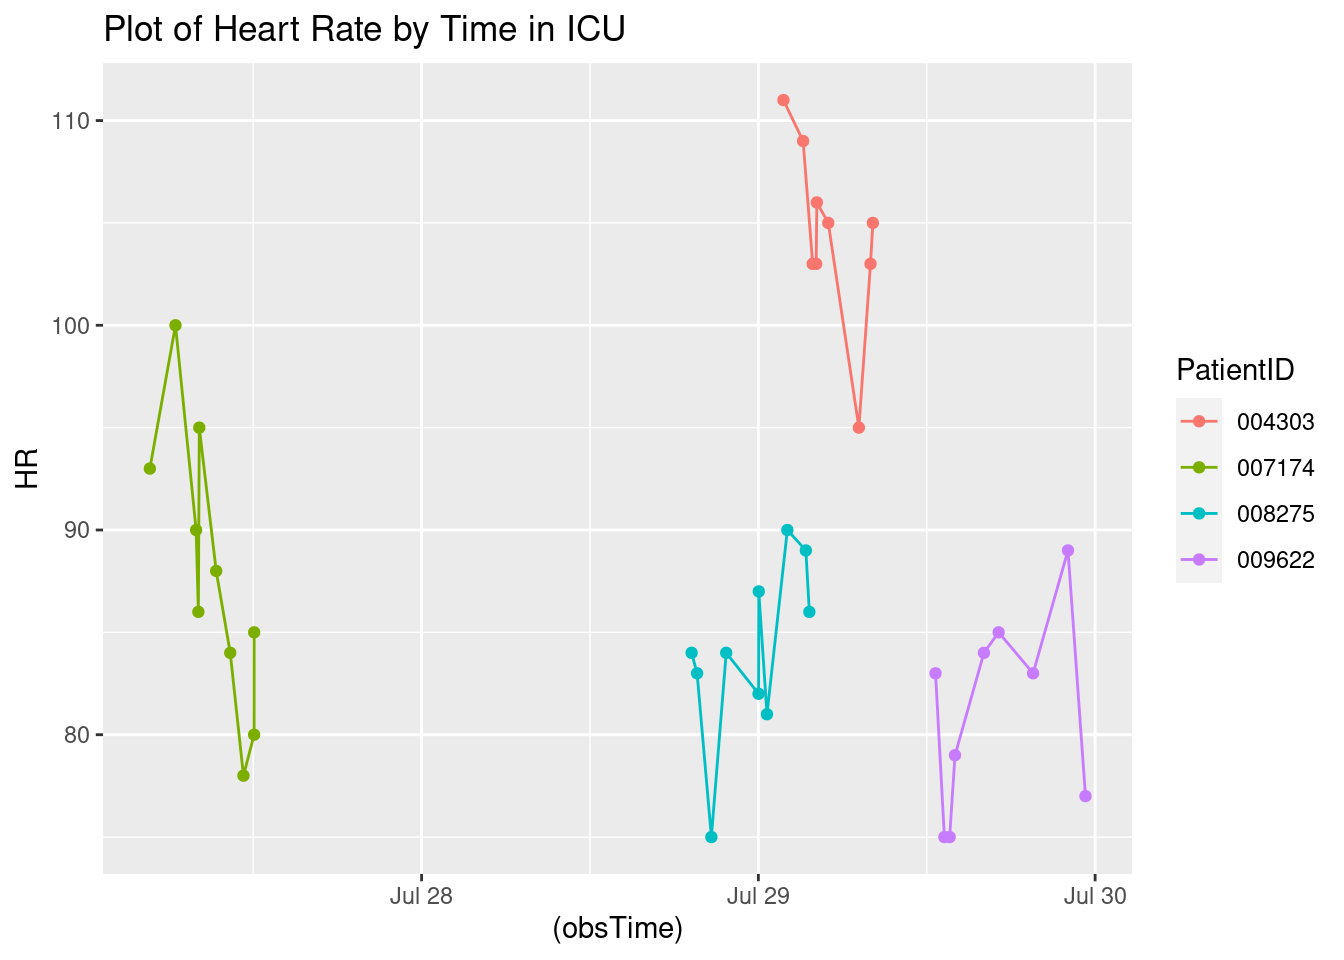 Plot of Heart Rate by Time in ICU
110
100
90
80
HR
Jul 28
Jul 29
Jul 30
(obsTime)
PatientID
004303
007174
008275
009622